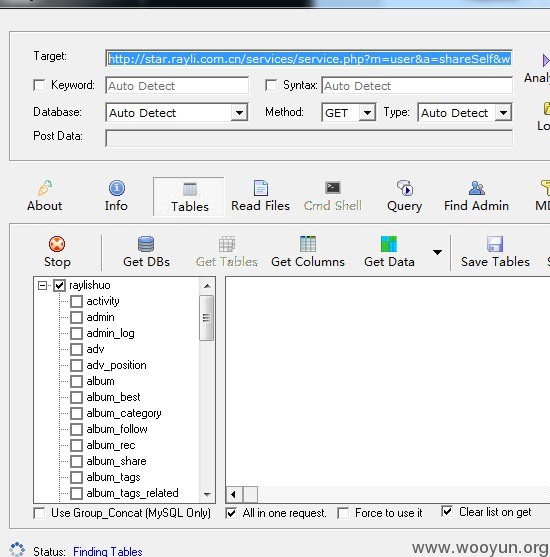 Target: http://star.rayli.com.cn/services/service.php?m=user&a=shareSelf&w
Keyword: Auto Detect Syntax: Auto Detect
Analy
Database: Auto Detect Method: GET Type: Auto Detect
Lo
Post Data:
About Info Tables Read Files Cmd Shell Query Find Admin MD
Stop Get DBs Get Tables Get Columns Get Data Save Tables S
raylishuo
activity
admin
admin_log
adv
adv_position
album
album_best
album_category
album_follow
album_rec
album_share
album_tags
album_tags_related
Use Group_Concat (MySQL Only) All in one request. Force to use it Clear list on get
www.wooyun.org
Status: Finding Tables